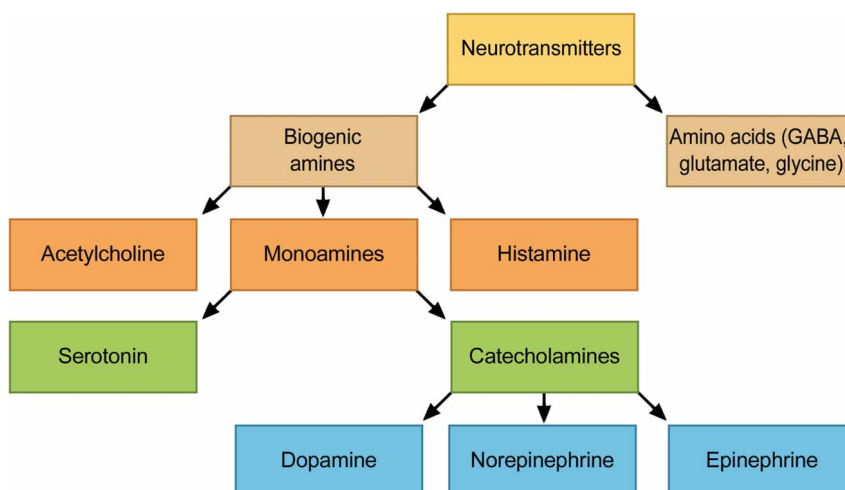 Neurotransmitters
Biogenic
amines
Amino acids (GABA,
glutamate, glycine)
Acetylcholine
Monoamines
Histamine
Serotonin
Catecholamines
Dopamine
Norepinephrine
Epinephrine